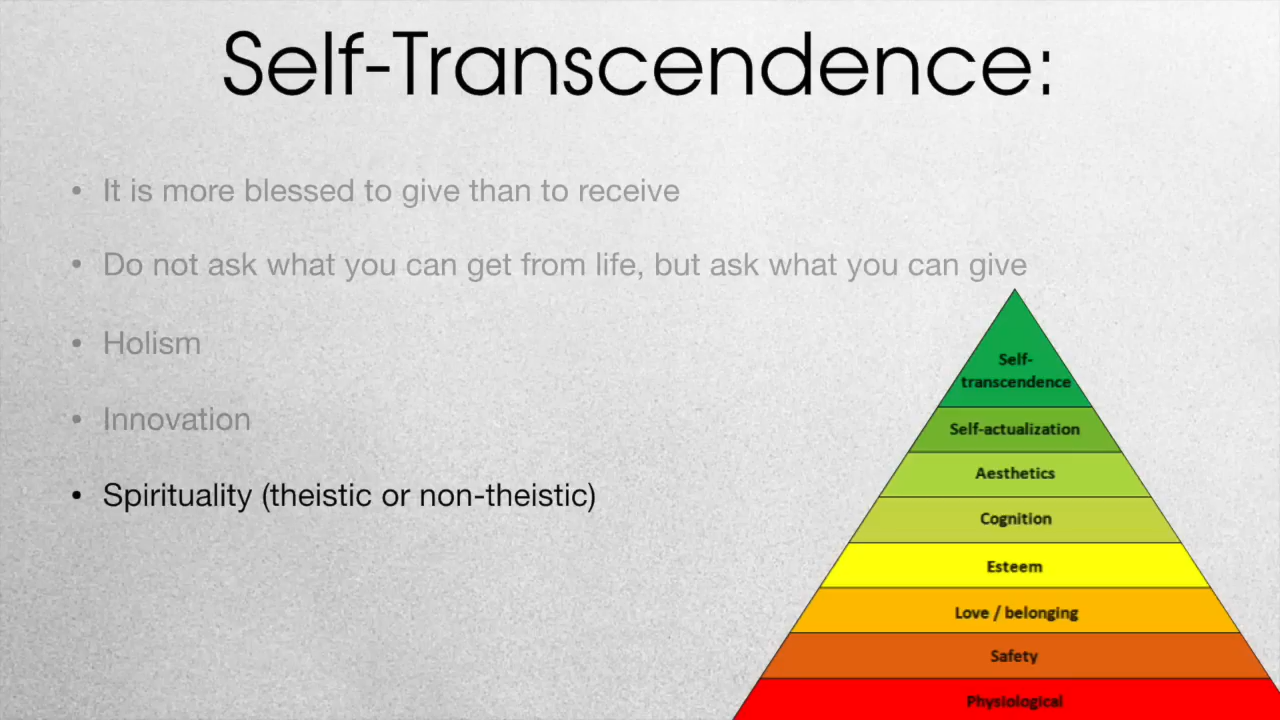 Self-Transcendence:
• It is more blessed to give than to receive
• Do not ask what you can get from life, but ask what you can give
• Holism
• Innovation
• Spirituality (theistic or non-theistic)
Self-
transcendence
Self-actualization
Aesthetics
Cognition
Esteem
Love / belonging
Safety
Physiological